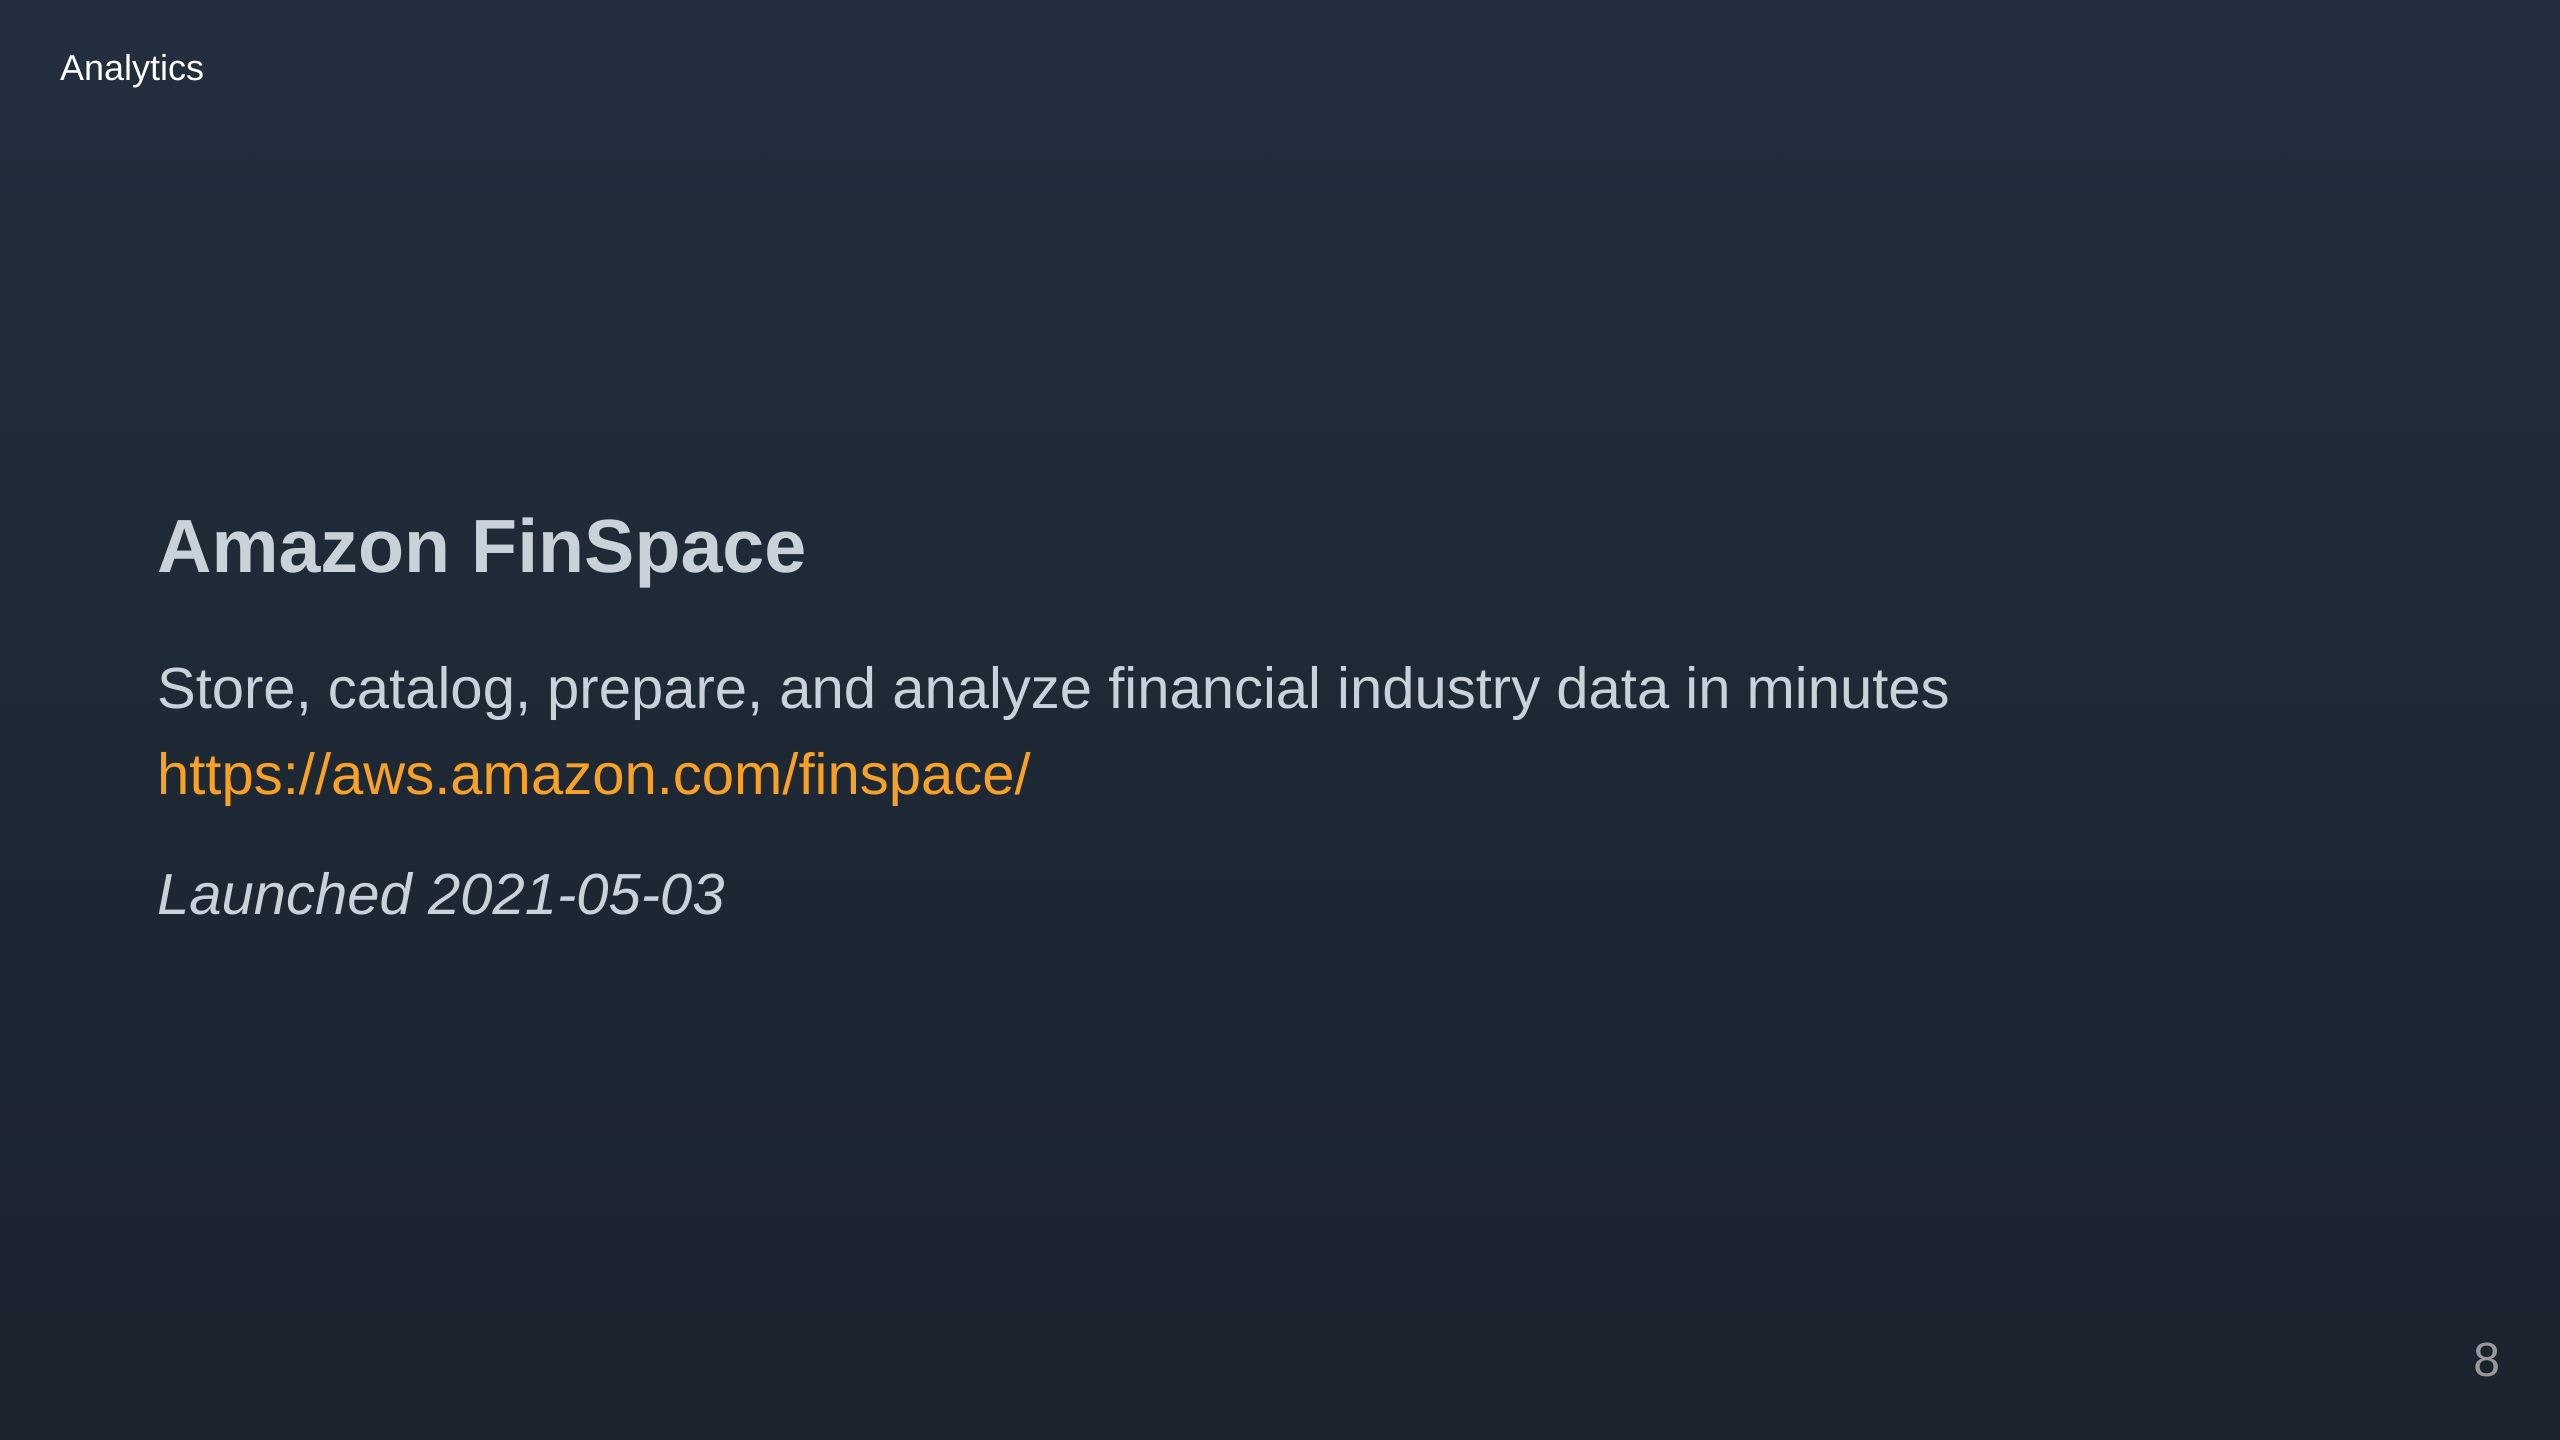 Analytics
Amazon FinSpace
Store, catalog, prepare, and analyze financial industry data in minutes
https://aws.amazon.com/finspace/
Launched 2021-05-03
8